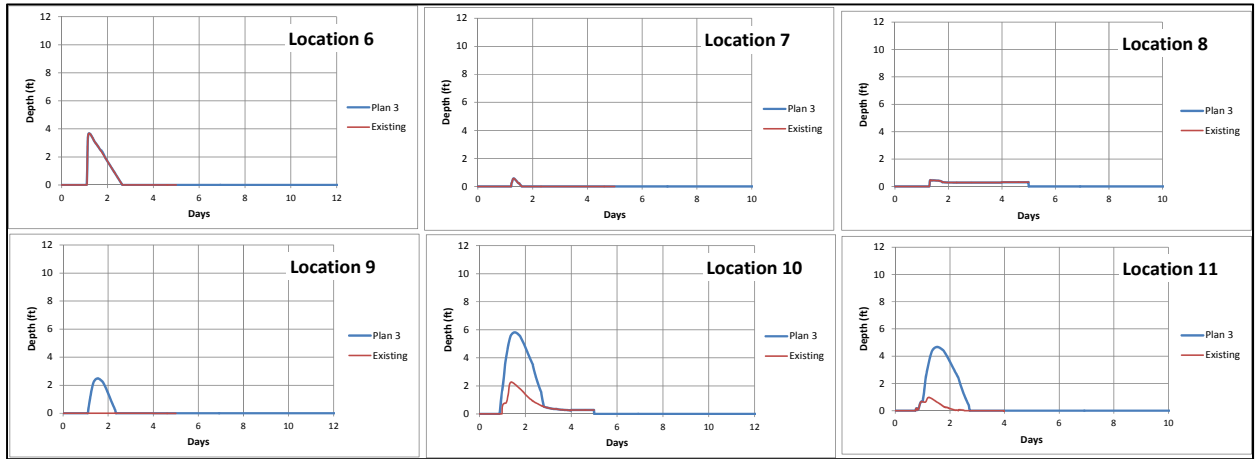 Location 6
12
10
8
6
4
2
0
Depth (ft)
0 2 4 6 8 10 12
Days
Plan 3
Existing
Location 7
12
10
8
6
4
2
0
Depth (ft)
0 2 4 6 8 10
Days
Plan 3
Existing
Location 8
12
10
8
6
4
2
0
Depth (ft)
0 2 4 6 8 10
Days
Plan 3
Existing
Location 9
12
10
8
6
4
2
0
Depth (ft)
0 2 4 6 8 10 12
Days
Plan 3
Existing
Location 10
12
10
8
6
4
2
0
Depth (ft)
0 2 4 6 8 10 12
Days
Plan 3
Existing
Location 11
12
10
8
6
4
2
0
Depth (ft)
0 2 4 6 8 10
Days
Plan 3
Existing